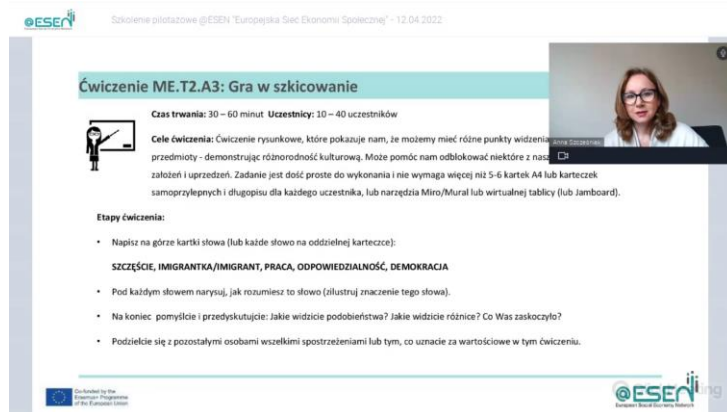 @ESEN
European Social Economy Network
Szkolenie pilotażowe @ESEN "Europejska Sieć Ekonomii Społecznej" - 12.04.2022
Ćwiczenie ME.T2.A3: Gra w szkicowanie
Czas trwania: 30 – 60 minut Uczestnicy: 10 – 40 uczestników
Cele ćwiczenia: Ćwiczenie rysunkowe, które pokazuje nam, że możemy mieć różne punkty widzenia
przedmioty - demonstrując różnorodność kulturową. Może pomóc nam odblokować niektóre z
założeń i uprzedzeń. Zadanie jest dość proste do wykonania i nie wymaga więcej niż 5-6 kartek A4 lub karteczek
samoprzylepnych i długopisu dla każdego uczestnika, lub narzędzia Miro/Mural lub wirtualnej tablicy (lub Jamboard).
Etapy ćwiczenia:
• Napisz na górze kartki słowa (lub każde słowo na oddzielnej karteczce):
SZCZĘŚCIE, IMIGRANTKA/IMIGRANT, PRACA, ODPOWIEDZIALNOŚĆ, DEMOKRACJA
• Pod każdym słowem narysuj, jak rozumiesz to słowo (zilustruj znaczenie tego słowa).
• Na koniec pomyślcie i przedyskutujcie: Jakie widzicie podobieństwa? Jakie widzicie różnice? Co Was zaskoczyło?
• Podzielcie się z pozostałymi osobami wszelkimi spostrzeżeniami lub tym, co uznacie za wartościowe w tym ćwiczeniu.
Co-funded by the
Erasmus+ Programme
of the European Union
@ESEN
European Social Economy Network